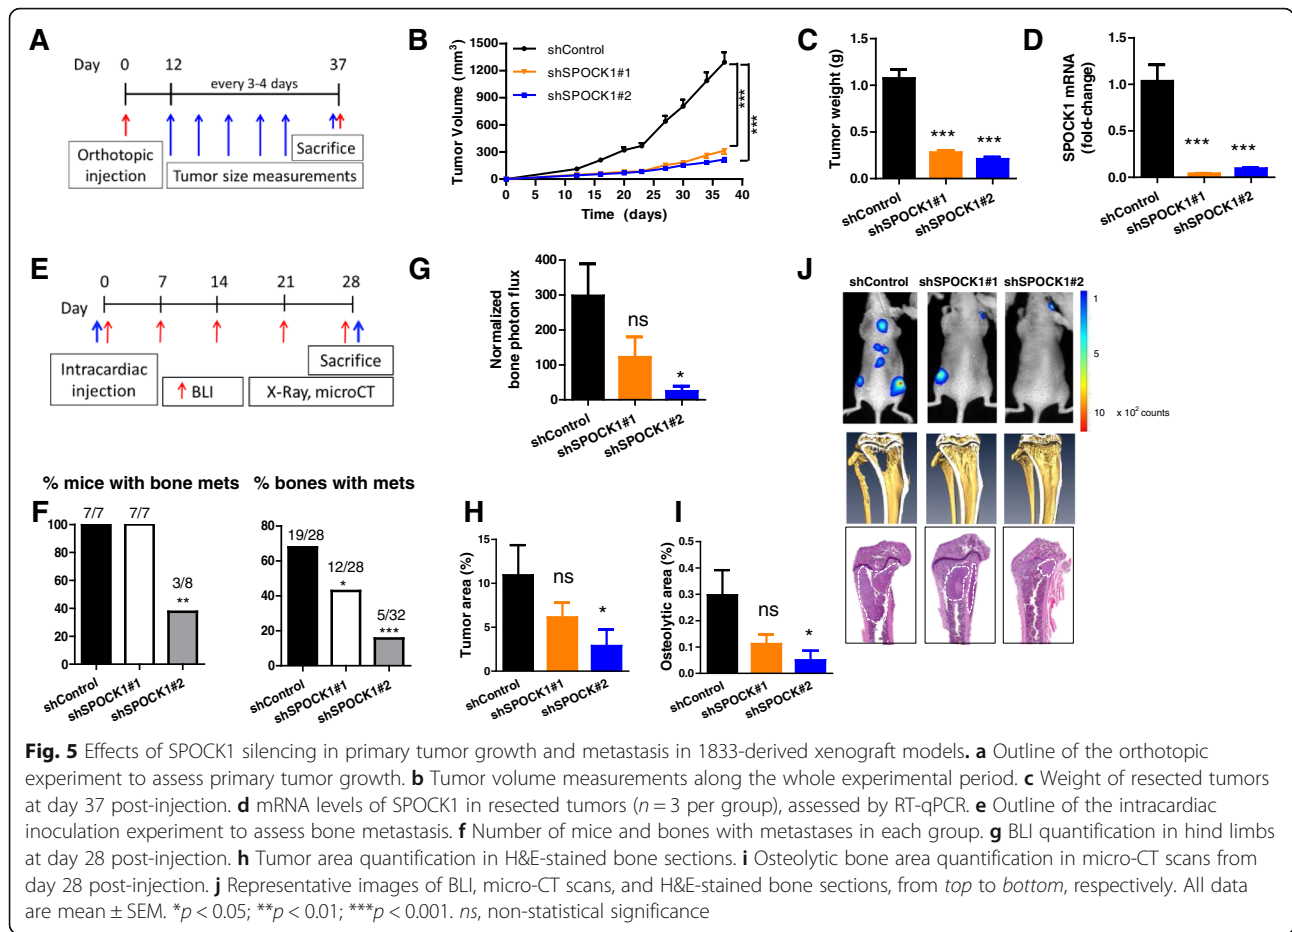 A
Day
0
12
37
every 3-4 days
Orthotopic
injection
Sacrifice
Tumor size measurements
B
Tumor Volume (mm³)
1500
1200
900
600
300
0
shControl
shSPOCK1#1
shSPOCK1#2
***
***
0 5 10 15 20 25 30 35 40
Time (days)
C
Tumor weight (g)
1.5
1.0
0.5
0.0
***
***
shControl
shSPOCK1#1
shSPOCK1#2
D
SPOCK1 mRNA
(fold-change)
1.5
1.0
0.5
0.0
***
***
shControl
shSPOCK1#1
shSPOCK1#2
E
Day
0
7
14
21
28
Intracardiac
injection
BLI
Sacrifice
X-Ray, microCT
G
Normalized
bone photon flux
400
300
200
100
0
ns
*
shControl
shSPOCK1#1
shSPOCK1#2
J
shControl
shSPOCK1#1
shSPOCK1#2
1
5
10 x 10² counts
F
% mice with bone mets
100
80
60
40
20
0
7/7
7/7
3/8
**
shControl
shSPOCK1#1
shSPOCK1#2
% bones with mets
80
60
40
20
0
19/28
12/28
*
5/32
***
shControl
shSPOCK1#1
shSPOCK1#2
H
Tumor area (%)
15
10
5
0
ns
*
shControl
shSPOCK#1
shSPOCK#2
I
Osteolytic area (%)
0.5
0.4
0.3
0.2
0.1
0.0
ns
*
shControl
shSPOCK#1
shSPOCK#2
Fig. 5 Effects of SPOCK1 silencing in primary tumor growth and metastasis in 1833-derived xenograft models. a Outline of the orthotopic
experiment to assess primary tumor growth. b Tumor volume measurements along the whole experimental period. c Weight of resected tumors
at day 37 post-injection. d mRNA levels of SPOCK1 in resected tumors (n = 3 per group), assessed by RT-qPCR. e Outline of the intracardiac
inoculation experiment to assess bone metastasis. f Number of mice and bones with metastases in each group. g BLI quantification in hind limbs
at day 28 post-injection. h Tumor area quantification in H&E-stained bone sections. i Osteolytic bone area quantification in micro-CT scans from
day 28 post-injection. j Representative images of BLI, micro-CT scans, and H&E-stained bone sections, from top to bottom, respectively. All data
are mean ± SEM. *p < 0.05; **p < 0.01; ***p < 0.001. ns, non-statistical significance